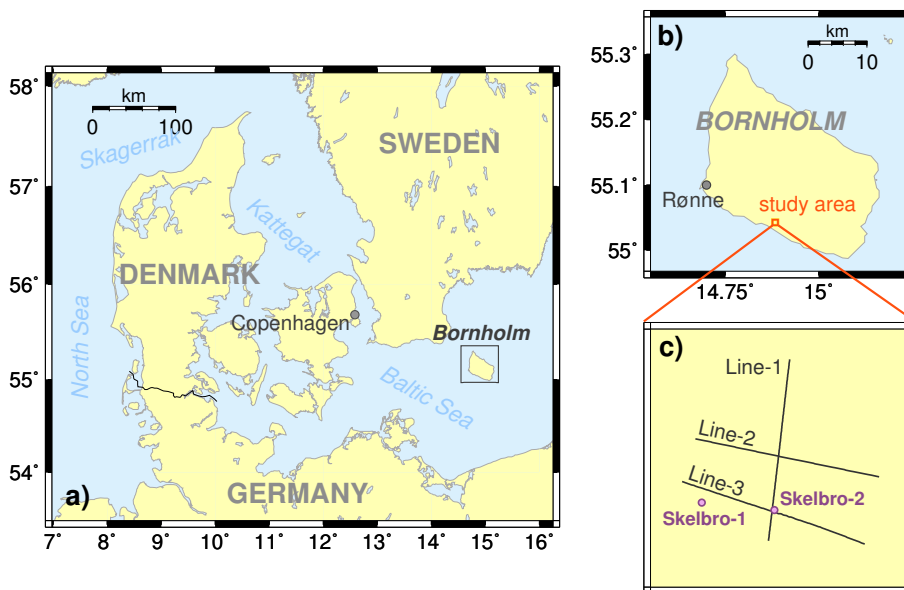 58˚
57˚
56˚
55˚
54˚
7˚
8˚
9˚
10˚
11˚
12˚
13˚
14˚
15˚
16˚
km
0 100
Skagerrak
SWEDEN
Kattegat
DENMARK
North Sea
Copenhagen
Bornholm
Baltic Sea
GERMANY
a)
b)
km
0 10
55.3˚
55.2˚
55.1˚
55˚
14.75˚
15˚
BORNHOLM
Rønne
study area
c)
Line-1
Line-2
Line-3
Skelbro-2
Skelbro-1